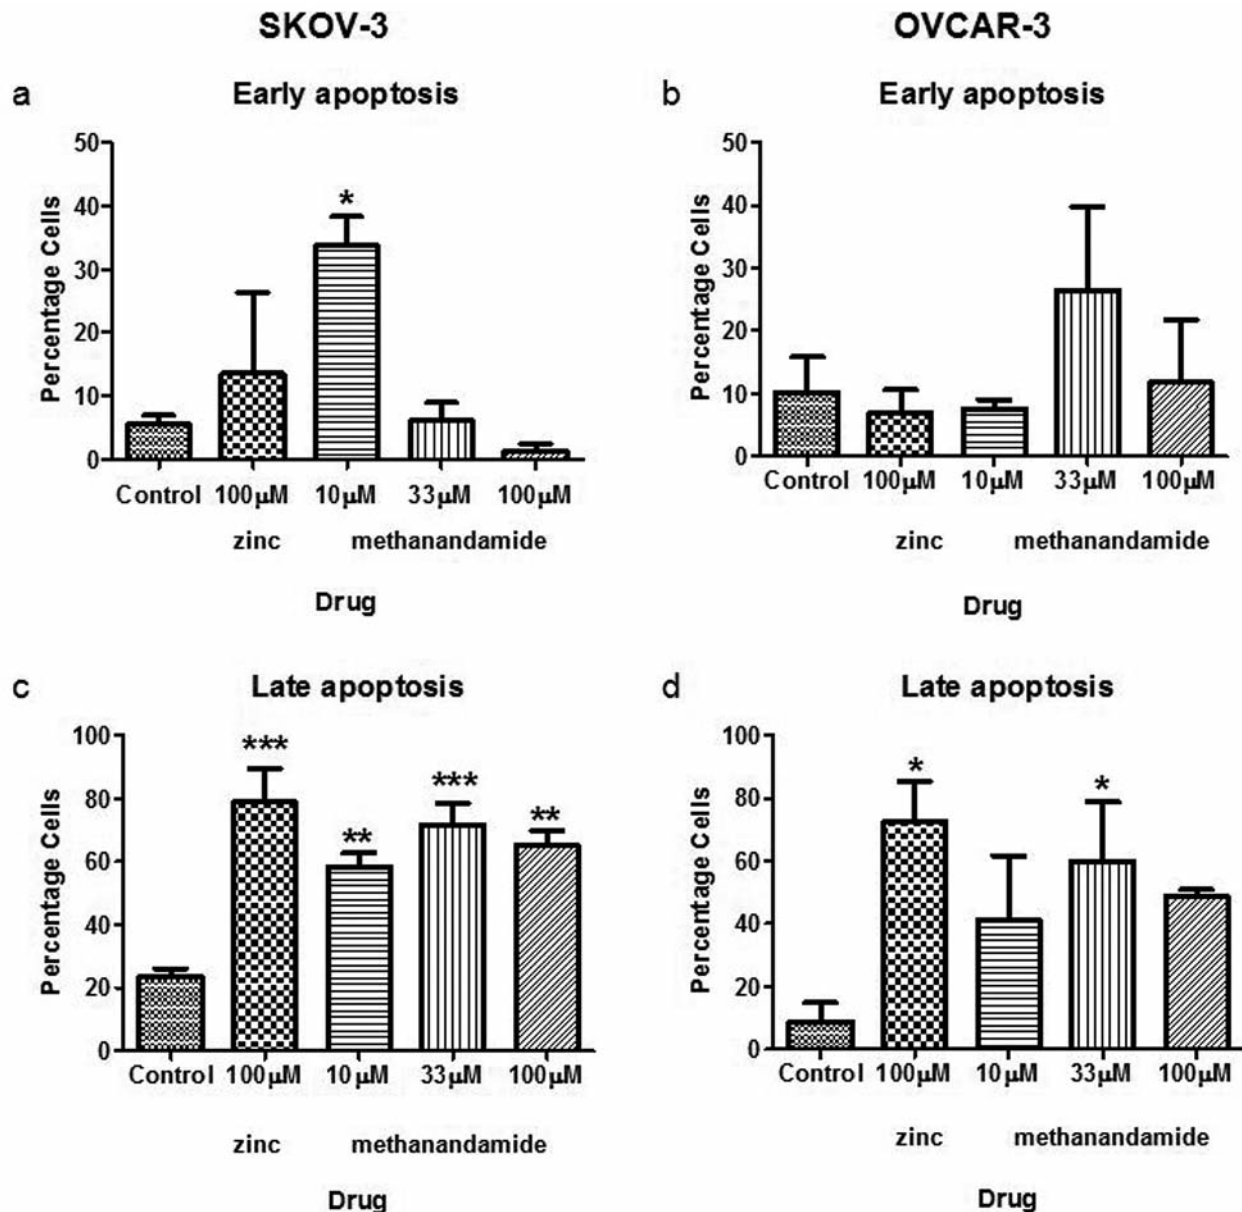 SKOV-3
OVCAR-3
a
Early apoptosis
Percentage Cells
50
40
30
20
10
0
*
Control 100µM 10µM 33µM 100µM
zinc methanandamide
Drug
b
Early apoptosis
Percentage Cells
50
40
30
20
10
0
Control 100µM 10µM 33µM 100µM
zinc methanandamide
Drug
c
Late apoptosis
Percentage Cells
100
80
60
40
20
0
*** ** *** **
Control 100µM 10µM 33µM 100µM
zinc methanandamide
Drug
d
Late apoptosis
Percentage Cells
100
80
60
40
20
0
* *
Control 100µM 10µM 33µM 100µM
zinc methanandamide
Drug